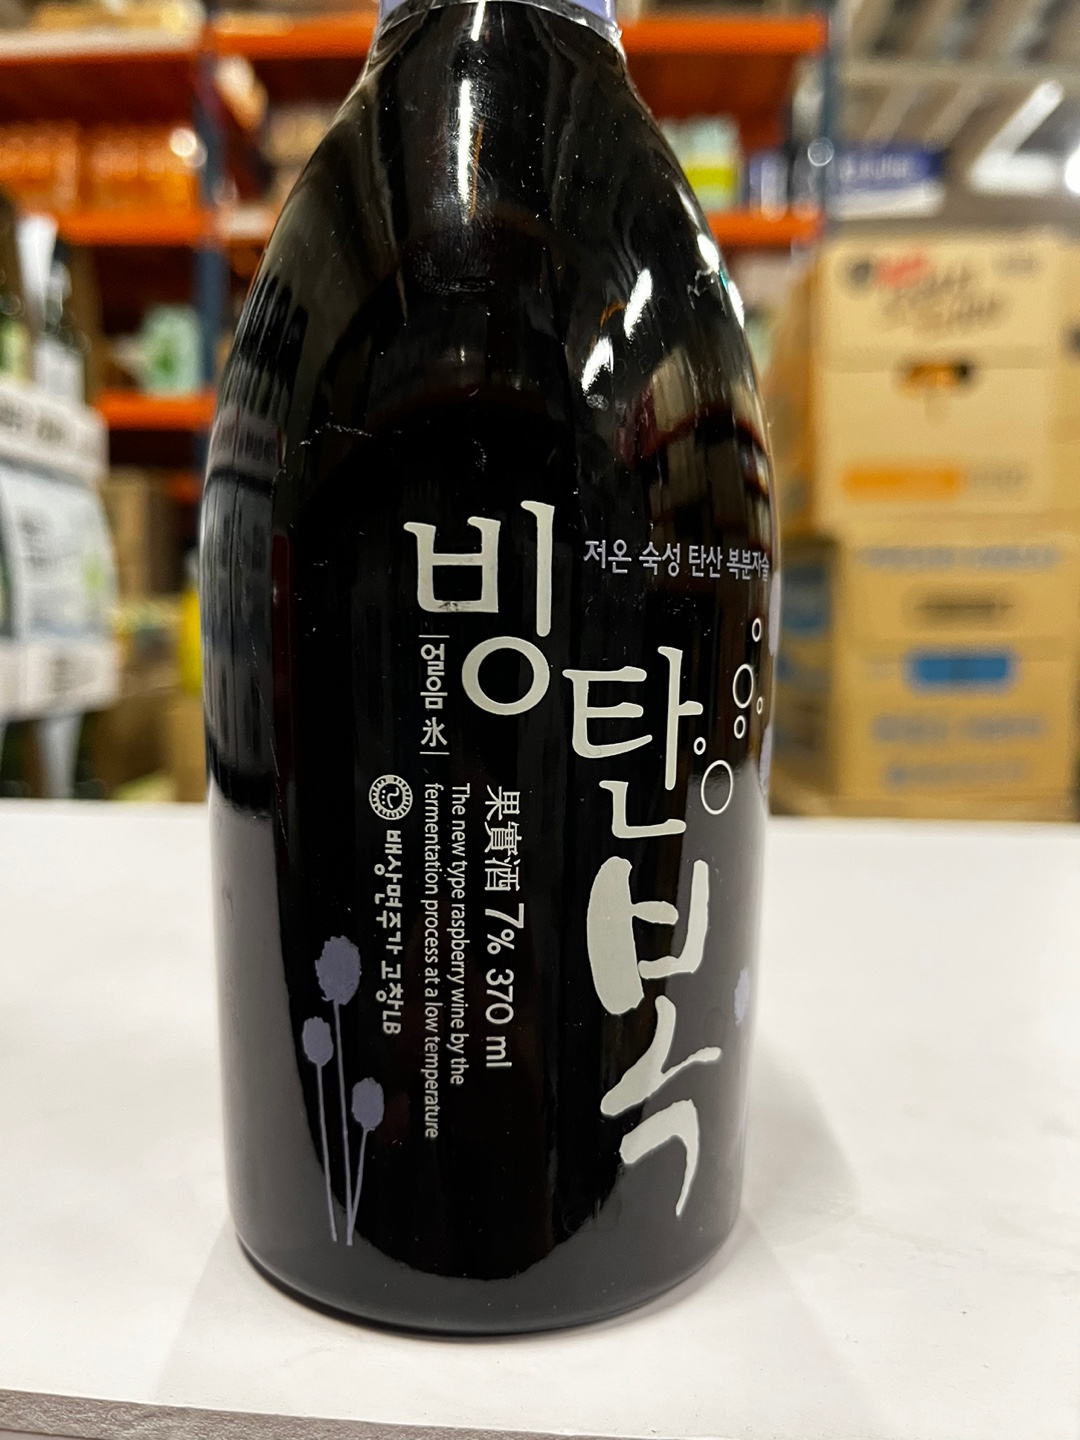 저온 숙성 탄산 복분자술
빙탄복
얼음 氷
果實酒 7% 370 ml
The new type raspberry wine by the
fermentation process at a low temperature
배상면주가 고창LB